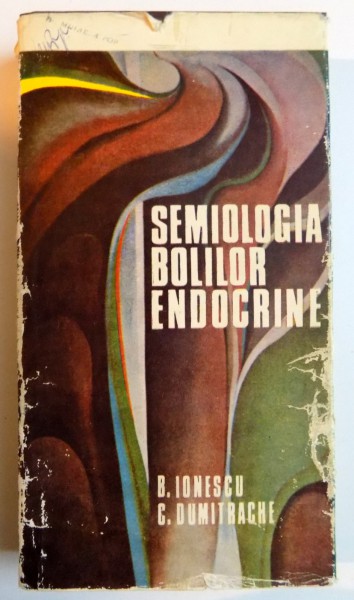 SEMIOLOGIA
BOLILOR
ENDOCRINE
B. IONESCU
C. DUMITRACHE